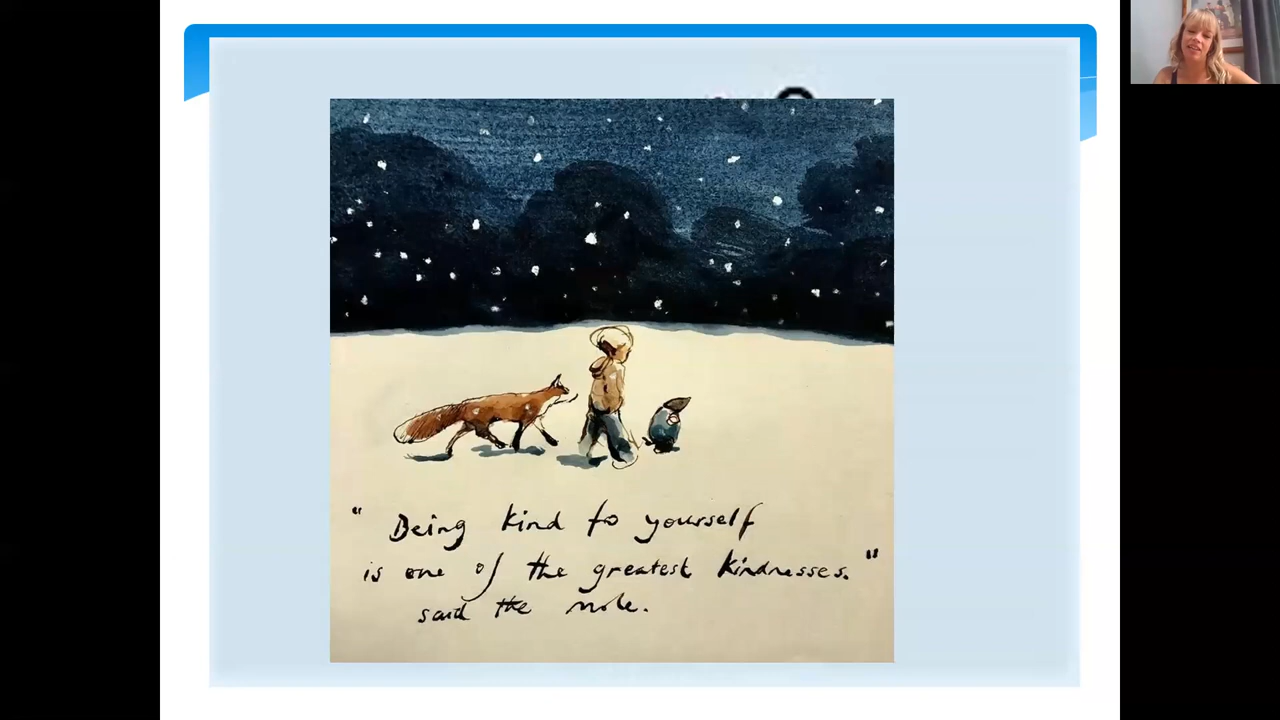 "Being kind to yourself
is one of the greatest kindnesses."
said the mole.